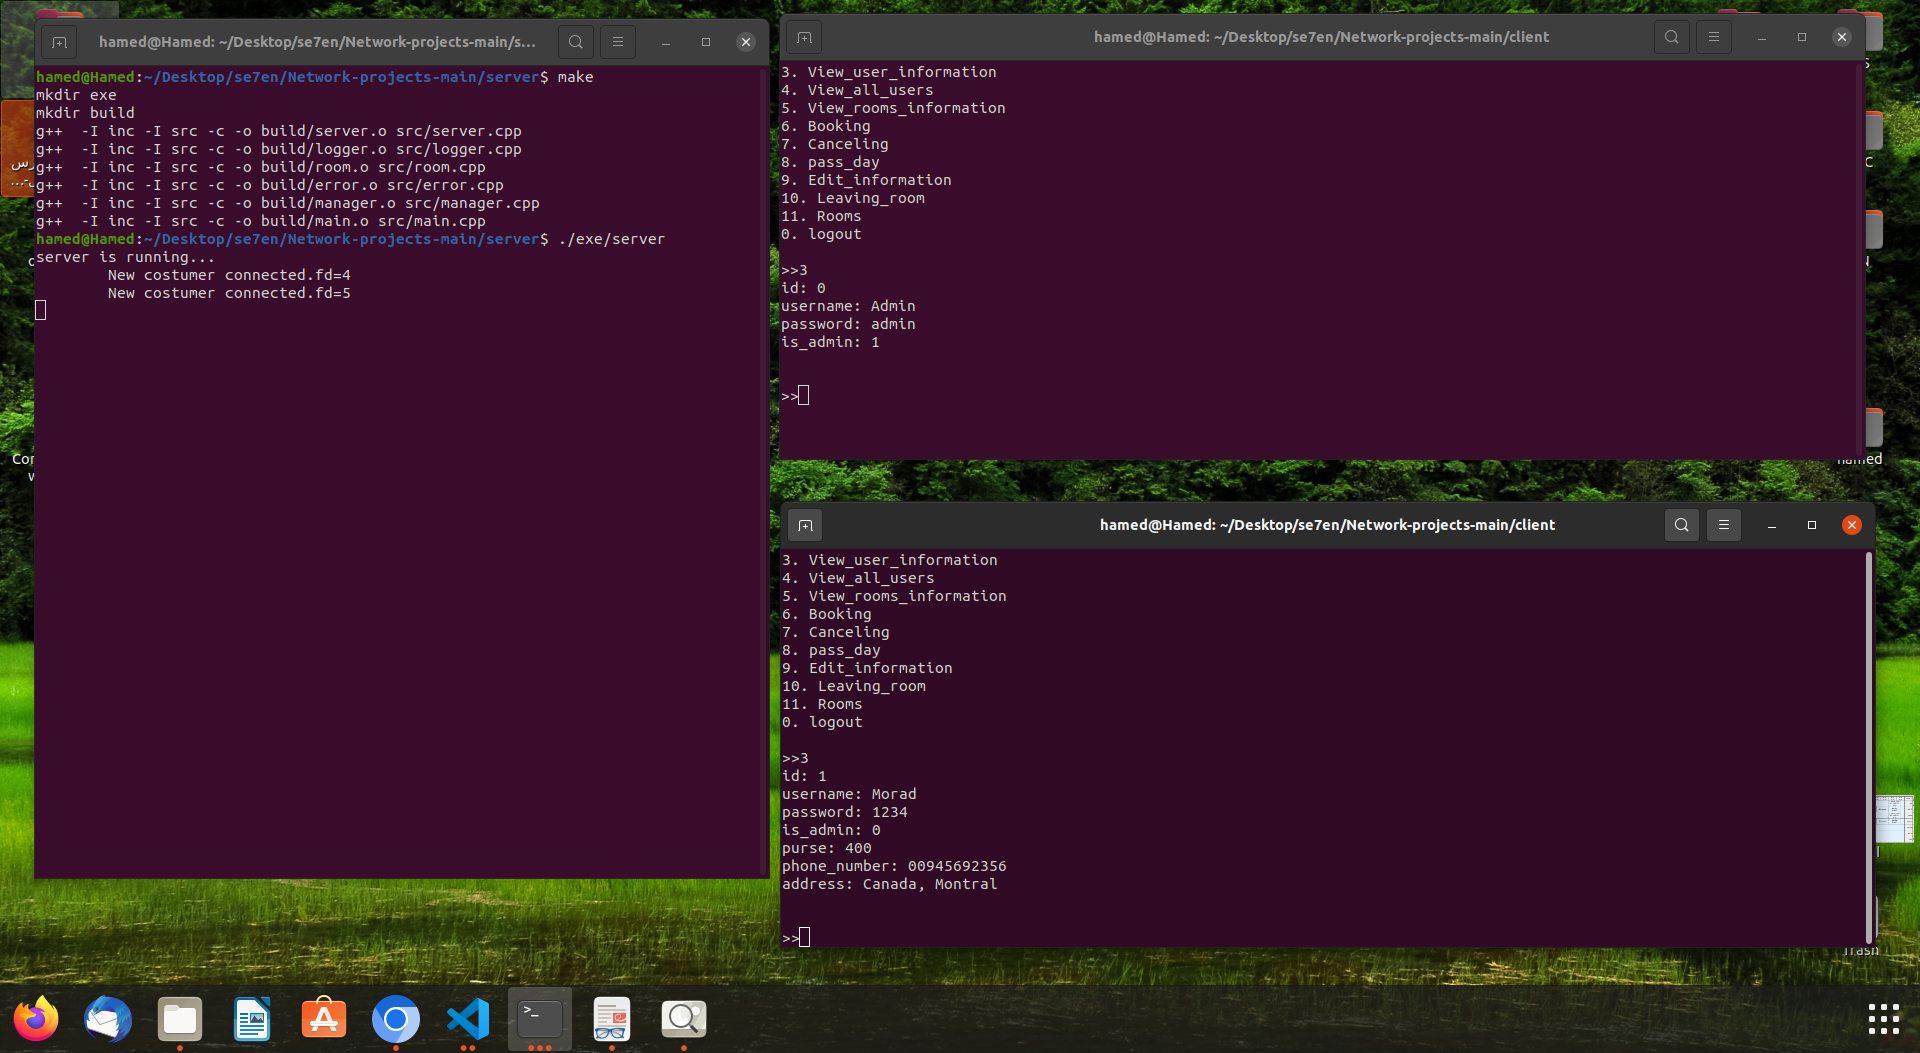 hamed@Hamed: ~/Desktop/se7en/Network-projects-main/s...
hamed@Hamed:~/Desktop/se7en/Network-projects-main/server$ make
mkdir exe
mkdir build
g++  -I inc -I src -c -o build/server.o src/server.cpp
g++  -I inc -I src -c -o build/logger.o src/logger.cpp
g++  -I inc -I src -c -o build/room.o src/room.cpp
g++  -I inc -I src -c -o build/error.o src/error.cpp
g++  -I inc -I src -c -o build/manager.o src/manager.cpp
g++  -I inc -I src -c -o build/main.o src/main.cpp
hamed@Hamed:~/Desktop/se7en/Network-projects-main/server$ ./exe/server
server is running...
New costumer connected.fd=4
New costumer connected.fd=5
hamed@Hamed: ~/Desktop/se7en/Network-projects-main/client
3. View_user_information
4. View_all_users
5. View_rooms_information
6. Booking
7. Canceling
8. pass_day
9. Edit_information
10. Leaving_room
11. Rooms
0. logout
>>3
id: 0
username: Admin
password: admin
is_admin: 1
>>
hamed@Hamed: ~/Desktop/se7en/Network-projects-main/client
3. View_user_information
4. View_all_users
5. View_rooms_information
6. Booking
7. Canceling
8. pass_day
9. Edit_information
10. Leaving_room
11. Rooms
0. logout
>>3
id: 1
username: Morad
password: 1234
is_admin: 0
purse: 400
phone_number: 00945692356
address: Canada, Montral
>>
hamed
Trash